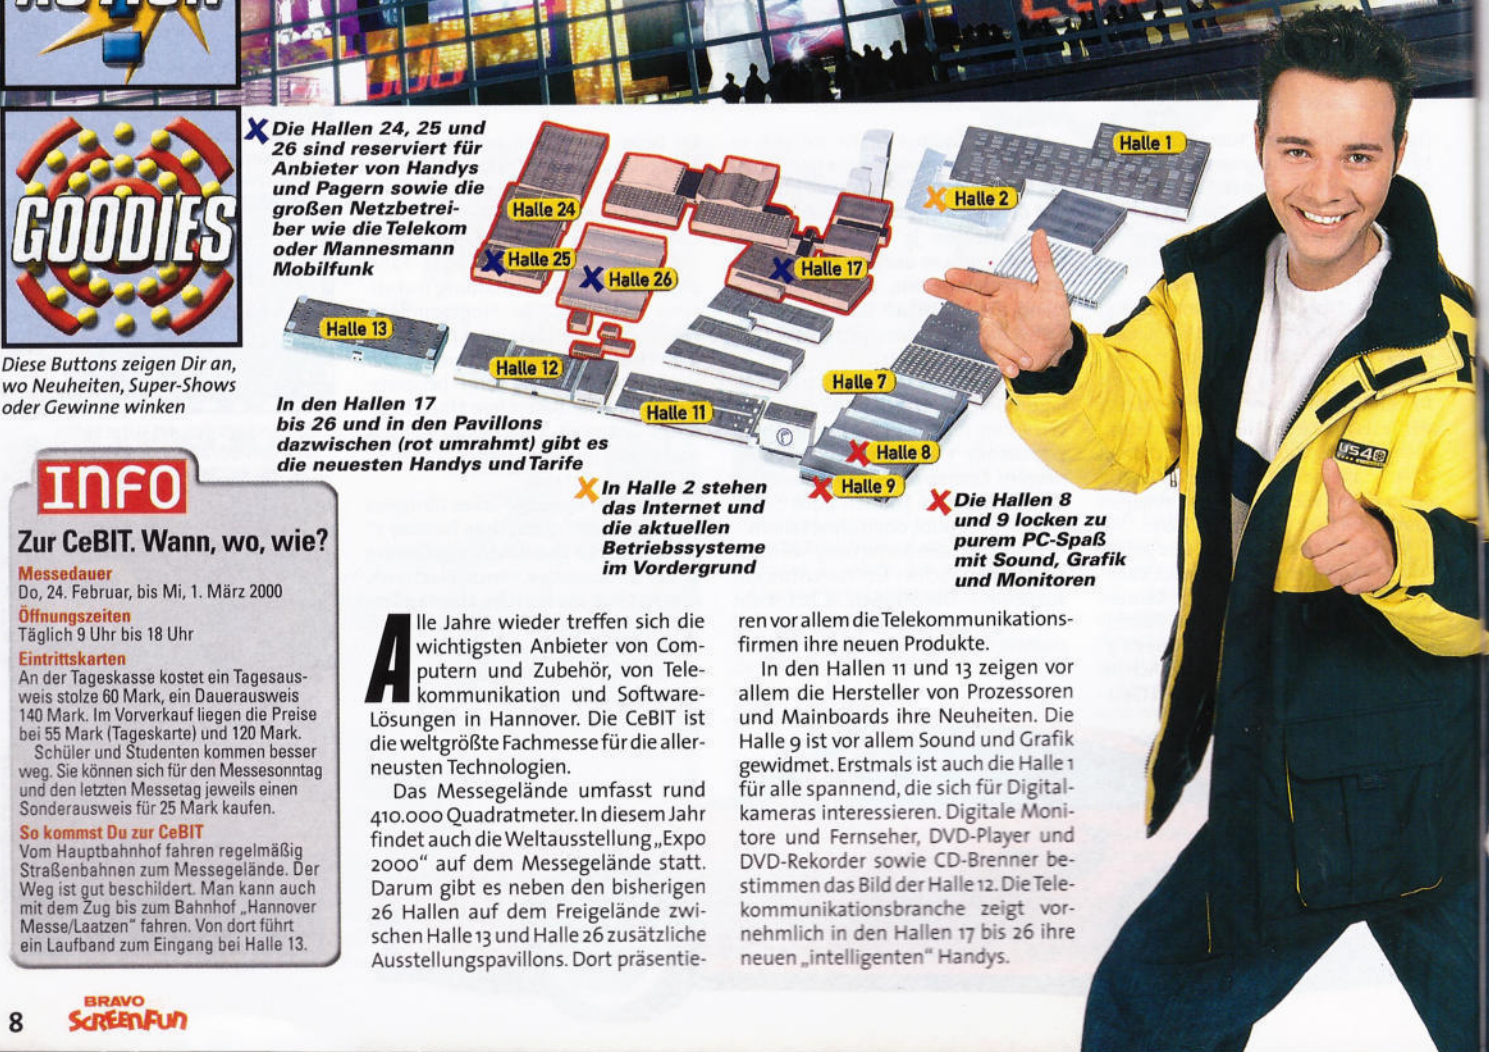 ACTION
GOODIES
Diese Buttons zeigen Dir an,
wo Neuheiten, Super-Shows
oder Gewinne winken
Die Hallen 24, 25 und
26 sind reserviert für
Anbieter von Handys
und Pagern sowie die
großen Netzbetrei-
ber wie die Telekom
oder Mannesmann
Mobilfunk
Halle 1
Halle 2
Halle 24
Halle 25
Halle 26
Halle 17
Halle 13
Halle 12
Halle 11
Halle 7
Halle 8
Halle 9
In den Hallen 17
bis 26 und in den Pavillons
dazwischen (rot umrahmt) gibt es
die neuesten Handys und Tarife
In Halle 2 stehen
das Internet und
die aktuellen
Betriebssysteme
im Vordergrund
Die Hallen 8
und 9 locken zu
purem PC-Spaß
mit Sound, Grafik
und Monitoren
US40
INFO
Zur CeBIT. Wann, wo, wie?
Messedauer
Do, 24. Februar, bis Mi, 1. März 2000
Öffnungszeiten
Täglich 9 Uhr bis 18 Uhr
Eintrittskarten
An der Tageskasse kostet ein Tagesaus-
weis stolze 60 Mark, ein Dauerausweis
140 Mark. Im Vorverkauf liegen die Preise
bei 55 Mark (Tageskarte) und 120 Mark.
Schüler und Studenten kommen besser
weg. Sie können sich für den Messesonntag
und den letzten Messetag jeweils einen
Sonderausweis für 25 Mark kaufen.
So kommst Du zur CeBIT
Vom Hauptbahnhof fahren regelmäßig
Straßenbahnen zum Messegelände. Der
Weg ist gut beschildert. Man kann auch
mit dem Zug bis zum Bahnhof „Hannover
Messe/Laatzen“ fahren. Von dort führt
ein Laufband zum Eingang bei Halle 13.
Alle Jahre wieder treffen sich die
wichtigsten Anbieter von Com-
putern und Zubehör, von Tele-
kommunikation und Software-
Lösungen in Hannover. Die CeBIT ist
die weltgrößte Fachmesse für die aller-
neusten Technologien.
Das Messegelände umfasst rund
410.000 Quadratmeter. In diesem Jahr
findet auch die Weltausstellung „Expo
2000“ auf dem Messegelände statt.
Darum gibt es neben den bisherigen
26 Hallen auf dem Freigelände zwi-
schen Halle 13 und Halle 26 zusätzliche
Ausstellungspavillons. Dort präsentie-
ren vor allem die Telekommunikations-
firmen ihre neuen Produkte.
In den Hallen 11 und 13 zeigen vor
allem die Hersteller von Prozessoren
und Mainboards ihre Neuheiten. Die
Halle 9 ist vor allem Sound und Grafik
gewidmet. Erstmals ist auch die Halle 1
für alle spannend, die sich für Digital-
kameras interessieren. Digitale Moni-
tore und Fernseher, DVD-Player und
DVD-Rekorder sowie CD-Brenner be-
stimmen das Bild der Halle 12. Die Tele-
kommunikationsbranche zeigt vor-
nehmlich in den Hallen 17 bis 26 ihre
neuen „intelligenten“ Handys.
8
BRAVO
SCREENFUN